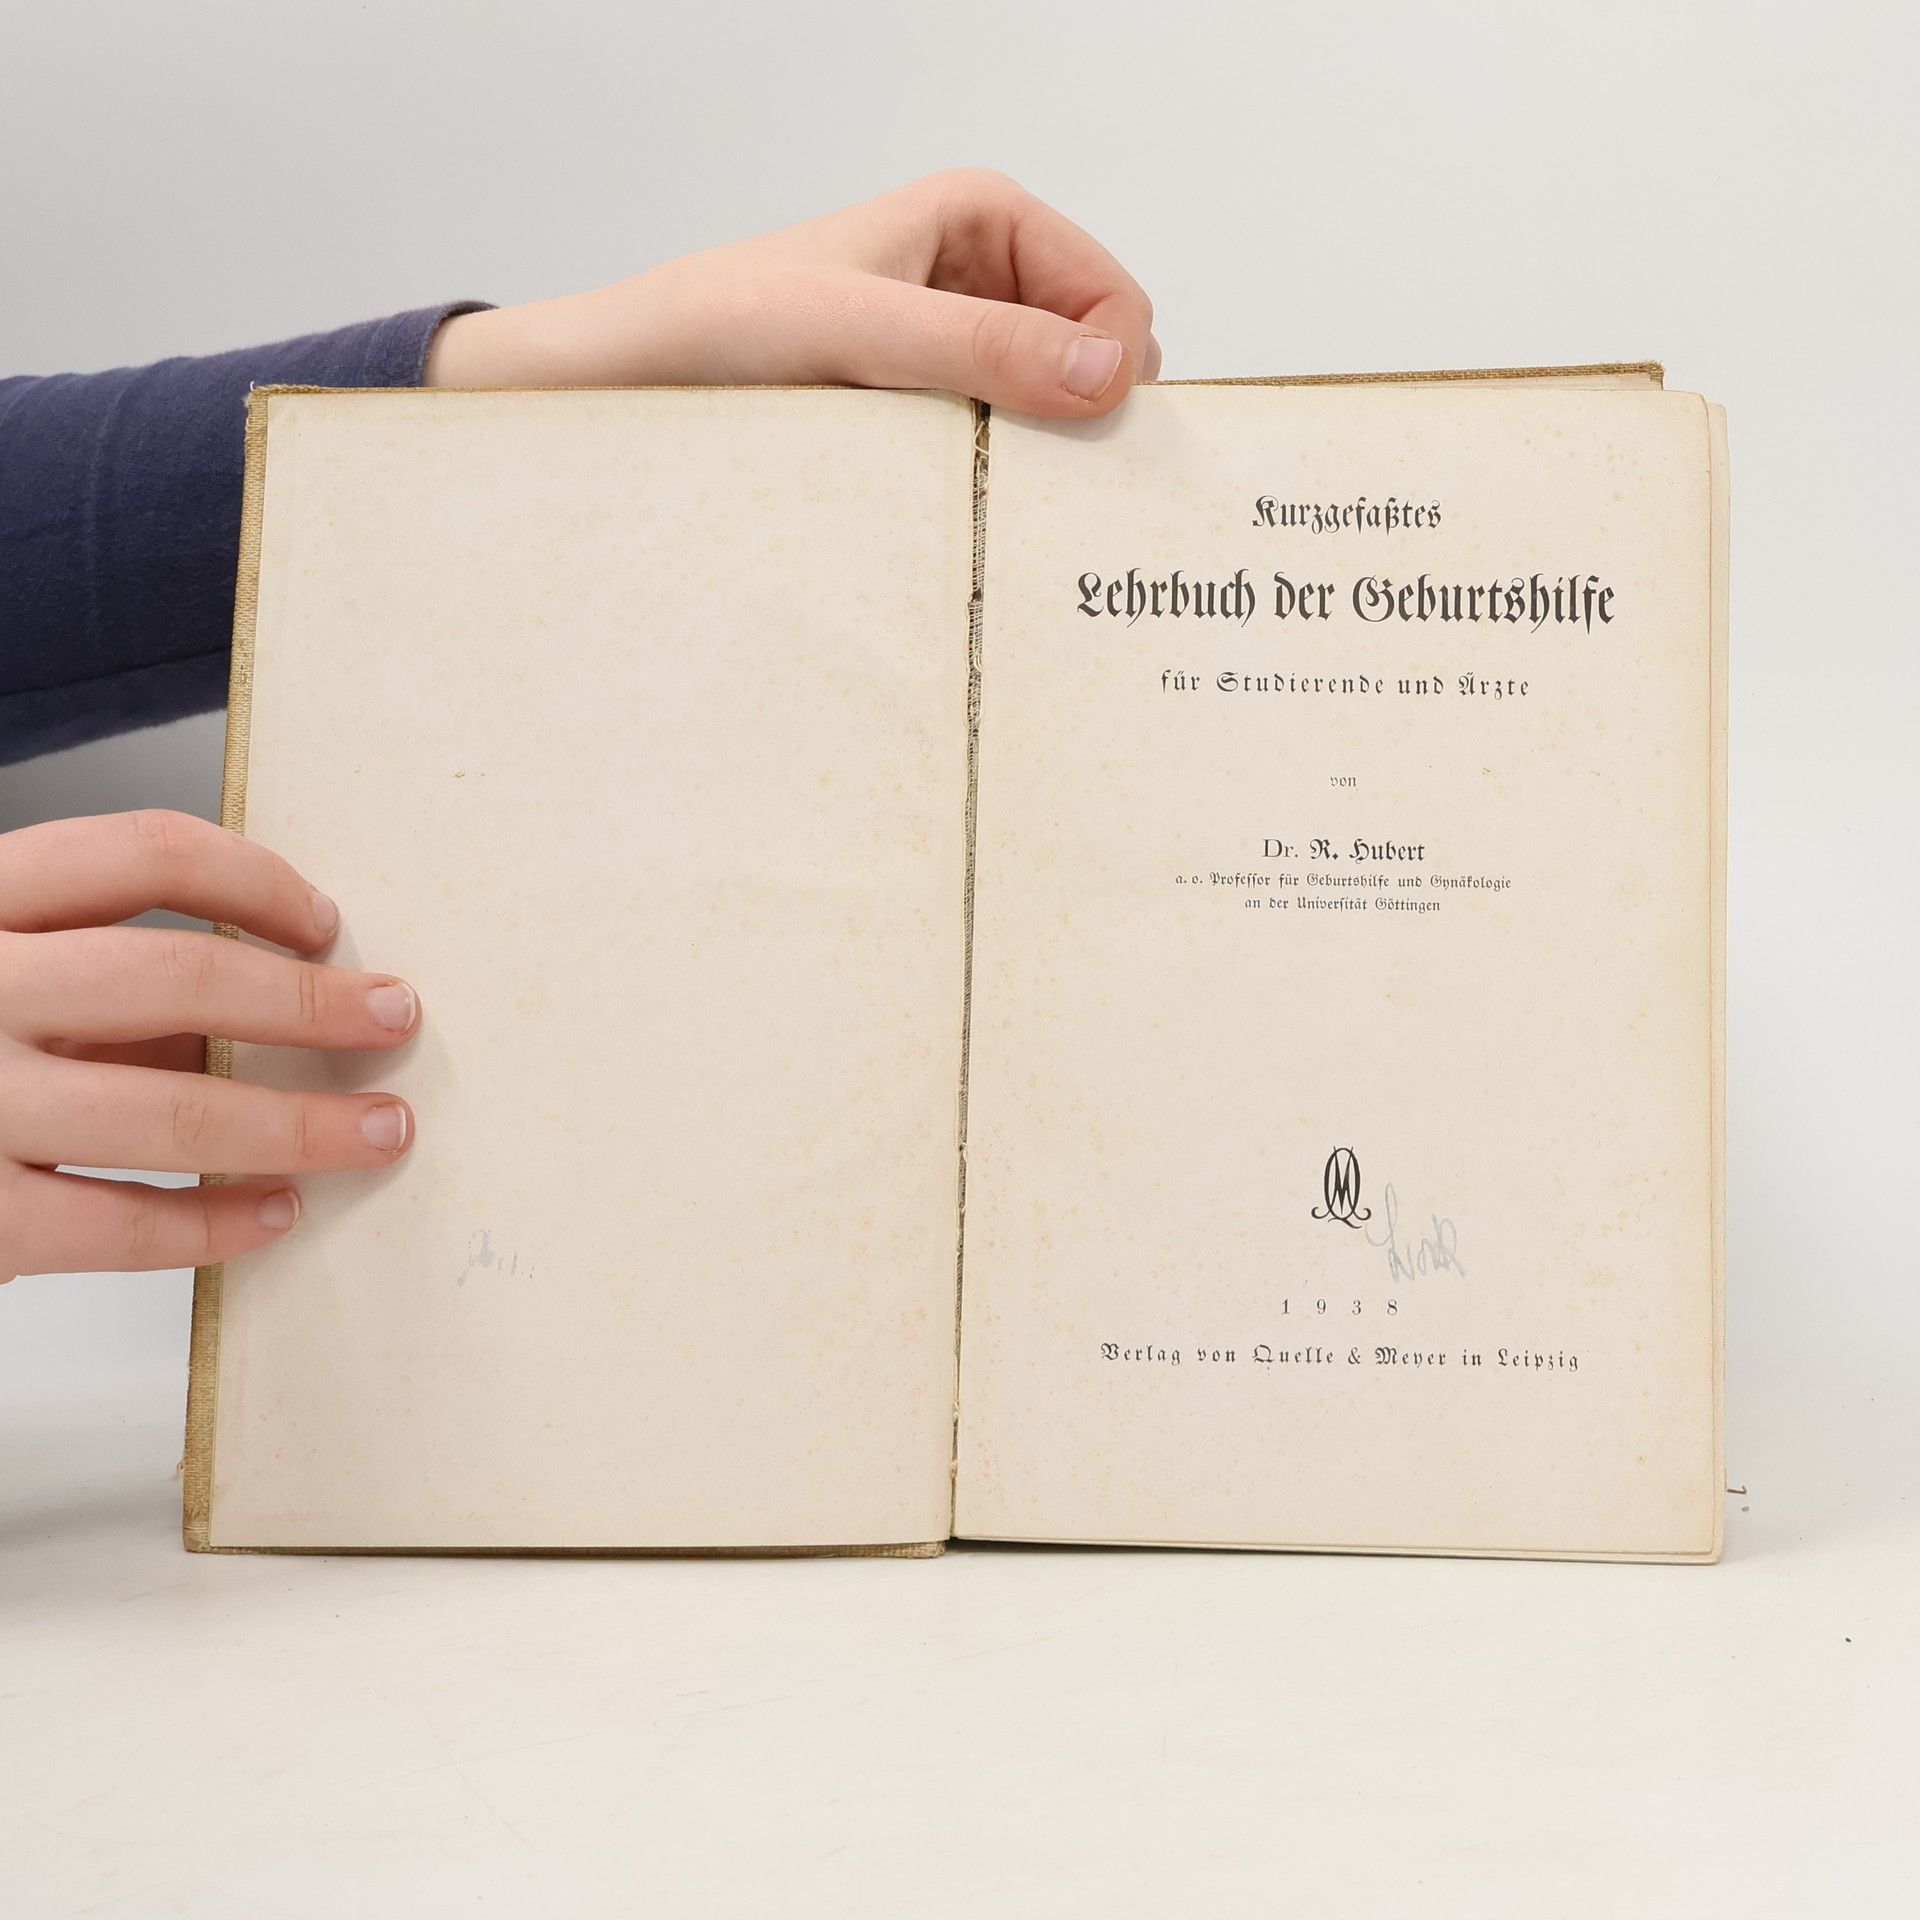 Kurzgefaßtes
Lehrbuch der Geburtshilfe
für Studierende und Ärzte
von
Dr. R. Hubert
a. o. Professor für Geburtshilfe und Gynäkologie
an der Universität Göttingen
1938
Verlag von Quelle & Meyer in Leipzig